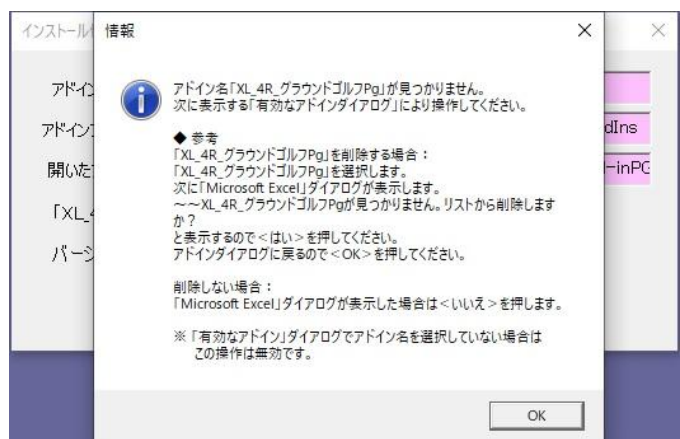 インストール
情報
アドイン
アドイン
dIns
開いた
-inPG
「XL_4
バージ
アドイン名「XL_4R_グラウンドゴルフPg」が見つかりません。
次に表示する「有効なアドインダイアログ」により操作してください。
◆ 参考
「XL_4R_グラウンドゴルフPg」を削除する場合：
「XL_4R_グラウンドゴルフPg」を選択します。
次に「Microsoft Excel」ダイアログが表示します。
～～XL_4R_グラウンドゴルフPgが見つかりません。リストから削除します
か？
と表示するので＜はい＞を押してください。
アドインダイアログに戻るので＜OK＞を押してください。
削除しない場合：
「Microsoft Excel」ダイアログが表示した場合は＜いいえ＞を押します。
※「有効なアドイン」ダイアログでアドイン名を選択していない場合は
この操作は無効です。
OK